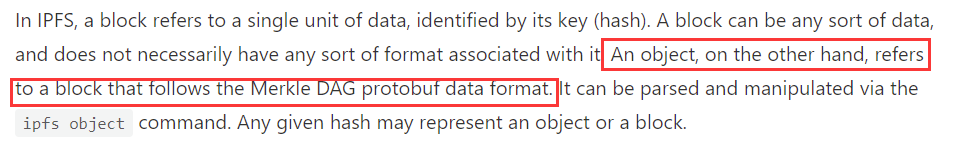 In IPFS, a block refers to a single unit of data, identified by its key (hash). A block can be any sort of data,
and does not necessarily have any sort of format associated with it. An object, on the other hand, refers
to a block that follows the Merkle DAG protobuf data format. It can be parsed and manipulated via the
ipfs object command. Any given hash may represent an object or a block.